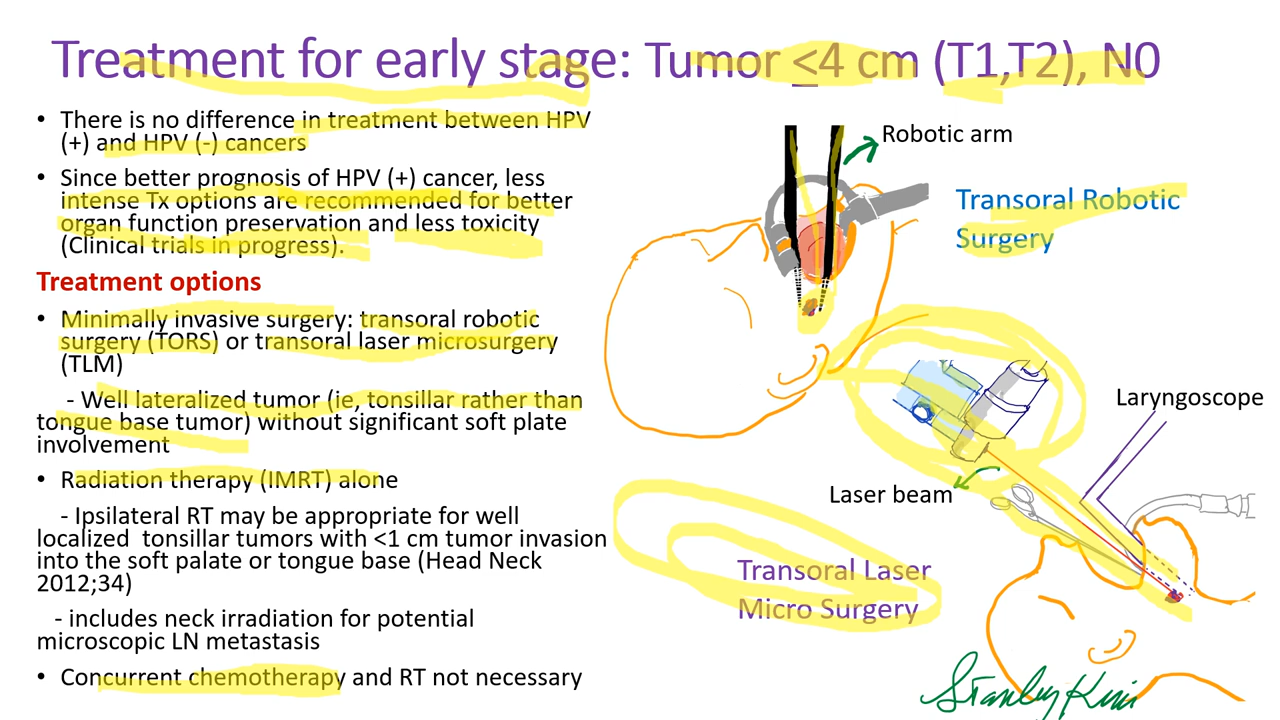 Treatment for early stage: Tumor <4 cm (T1,T2), N0
• There is no difference in treatment between HPV
(+) and HPV (-) cancers
• Since better prognosis of HPV (+) cancer, less
intense Tx options are recommended for better
organ function preservation and less toxicity
(Clinical trials in progress).
Treatment options
• Minimally invasive surgery: transoral robotic
surgery (TORS) or transoral laser microsurgery
(TLM)
- Well lateralized tumor (ie, tonsillar rather than
tongue base tumor) without significant soft plate
involvement
• Radiation therapy (IMRT) alone
- Ipsilateral RT may be appropriate for well
localized tonsillar tumors with <1 cm tumor invasion
into the soft palate or tongue base (Head Neck
2012;34)
- includes neck irradiation for potential
microscopic LN metastasis
• Concurrent chemotherapy and RT not necessary
Robotic arm
Transoral Robotic
Surgery
Laryngoscope
Laser beam
Transoral Laser
Micro Surgery
Stanley Kim